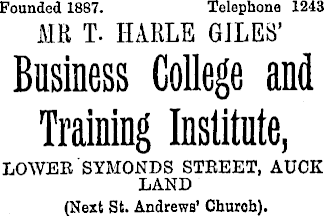 Founded 1887. Telephone 1243
MR T. HARLE GILES'
Business College and
Training Institute,
LOWER SYMONDS STREET, AUCK
LAND
(Next St. Andrews' Church).